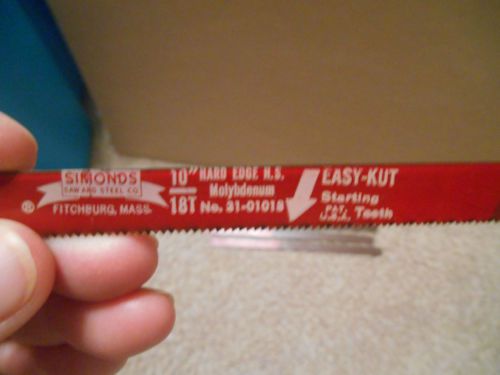 SIMONDS
SAW AND STEEL CO.
® FITCHBURG, MASS.
10"
18T
HARD EDGE H.S.
Molybdenum
No. 31-01018
EASY-KUT
Starting
Teeth